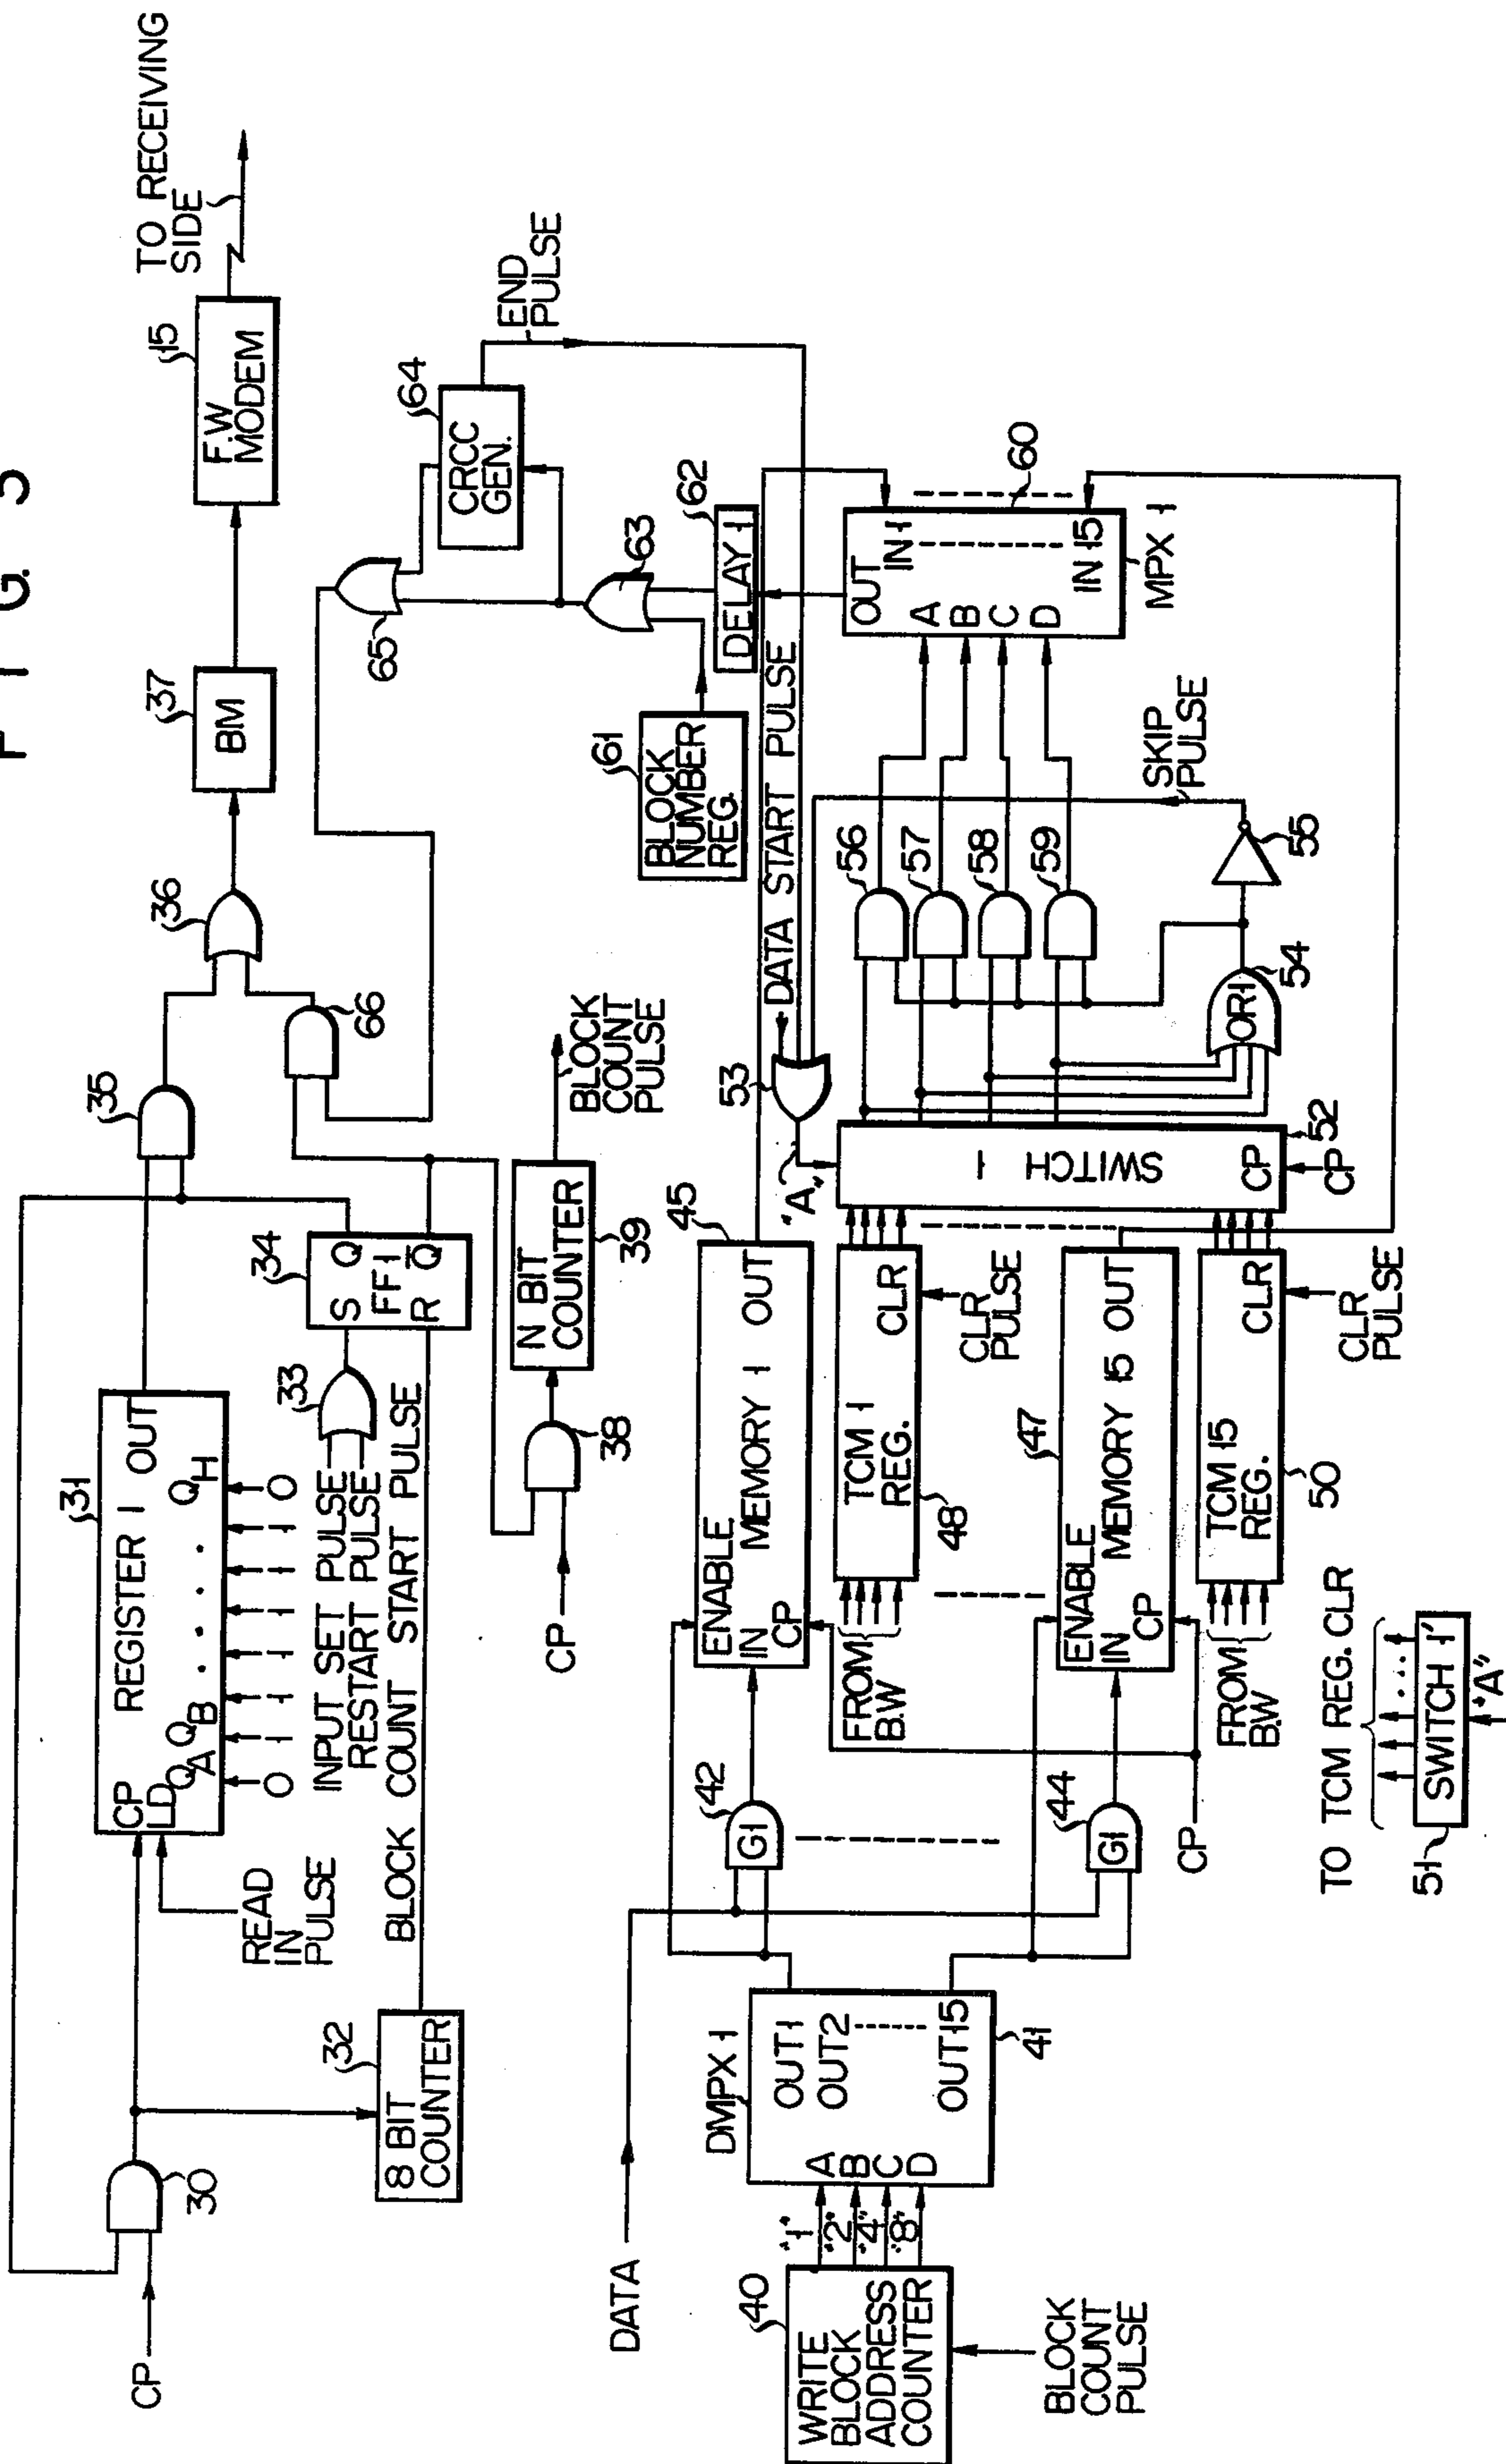 F I G. 3
CP
30
8 BIT
COUNTER
32
READ
IN
PULSE
CP
LD
REGISTER 1
OUT
QA QB . . . . QH
31
0 1 1 1 1 1 1 0
INPUT SET PULSE
RESTART PULSE
BLOCK COUNT START PULSE
33
S Q
FF1
R Q̅
34
35
36
66
BM
37
F.W
MODEM
15
TO RECEIVING
SIDE
CP
38
N BIT
COUNTER
39
BLOCK
COUNT
PULSE
65
CRCC
GEN.
64
END
PULSE
63
DELAY 1
62
BLOCK
NUMBER
REG.
61
DATA
WRITE
BLOCK
ADDRESS
COUNTER
40
BLOCK
COUNT
PULSE
"1"
"2"
"4"
"8"
DMPX 1
A
B
C
D
OUT1
OUT2
OUT15
41
G1
42
G1
44
CP
ENABLE
IN
CP
MEMORY 1 OUT
45
FROM
B.W
TCM 1
REG.
CLR
48
CLR
PULSE
ENABLE
IN
CP
MEMORY 15 OUT
47
FROM
B.W
TCM 15
REG.
CLR
50
CLR
PULSE
TO TCM REG. CLR
SWITCH 1'
51
"A"
"A"
53
DATA START PULSE
SWITCH 1
CP
52
CP
56
57
58
59
OR1
54
55
SKIP
PULSE
OUT
A
B
C
D
IN 1
IN 15
60
MPX 1